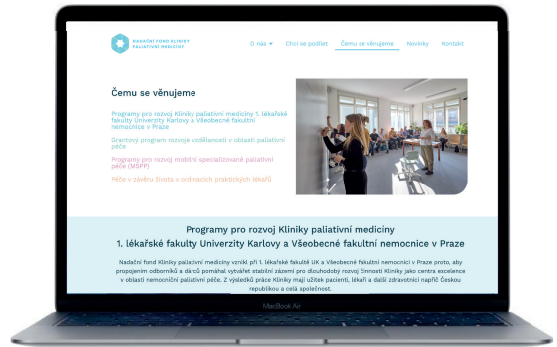 NADAČNÍ FOND KLINIKY
PALIATIVNÍ MEDICÍNY
O nás
Chci se podílet
Čemu se věnujeme
Novinky
Kontakt
Čemu se věnujeme
Programy pro rozvoj Kliniky paliativní medicíny 1. lékařské
fakulty Univerzity Karlovy a Všeobecné fakultní
nemocnice v Praze
Grantový program rozvoje vzdělanosti v oblasti paliativní
péče
Programy pro rozvoj mobilní specializované paliativní
péče (MSPP)
Péče v závěru života v ordinacích praktických lékařů
Programy pro rozvoj Kliniky paliativní medicíny
1. lékařské fakulty Univerzity Karlovy a Všeobecné fakultní nemocnice v Praze
Nadační fond Kliniky paliativní medicíny vznikl při 1. lékařské fakultě UK a Všeobecné fakultní nemocnici v Praze proto, aby
propojením odborníků a dárců pomáhal vytvářet stabilní zázemí pro dlouhodobý rozvoj činnosti Kliniky jako centra excelence
v oblasti nemocniční paliativní péče. Z výsledků práce Kliniky mají užitek pacienti, lékaři a další zdravotníci napříč Českou
republikou a celá společnost.
MacBook Air